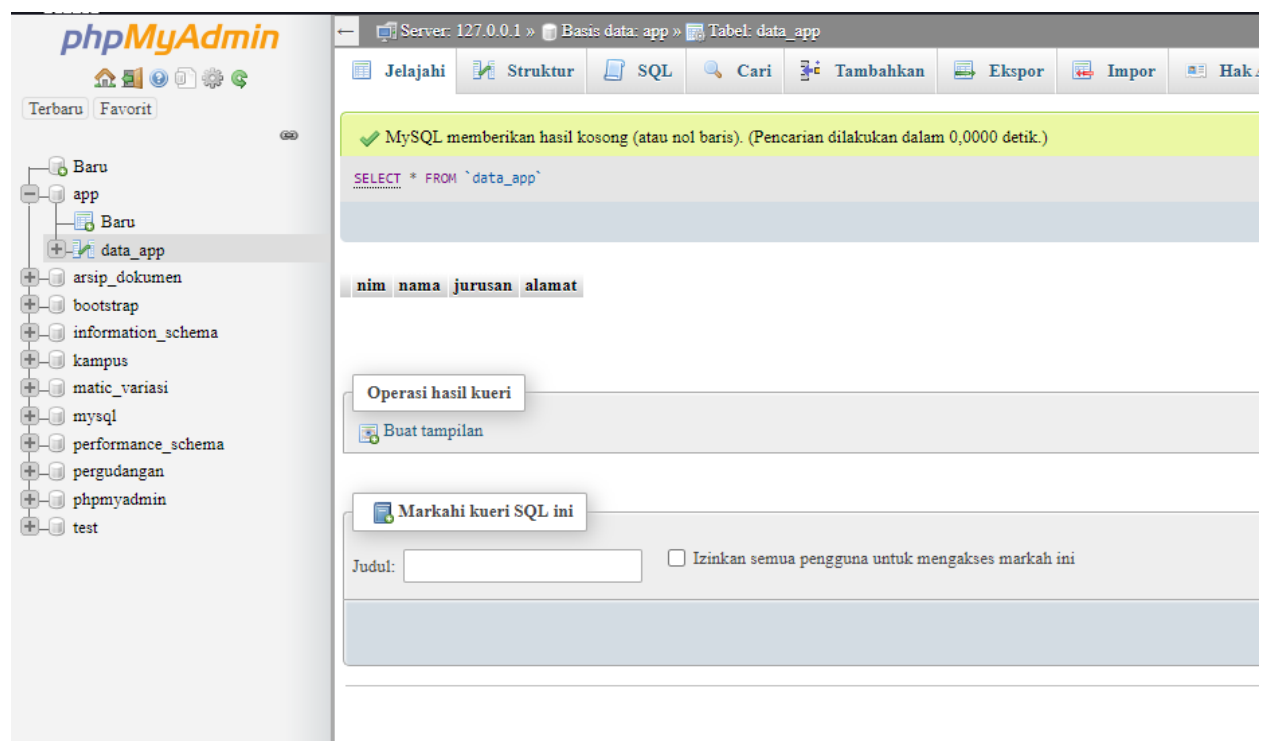 phpMyAdmin
Terbaru Favorit
Baru
app
Baru
data_app
arsip_dokumen
bootstrap
information_schema
kampus
matic_variasi
mysql
performance_schema
pergudangan
phpmyadmin
test
Server: 127.0.0.1 » Basis data: app » Tabel: data_app
Jelajahi Struktur SQL Cari Tambahkan Ekspor Impor Hak
MySQL memberikan hasil kosong (atau nol baris). (Pencarian dilakukan dalam 0,0000 detik.)
SELECT * FROM `data_app`
nim nama jurusan alamat
Operasi hasil kueri
Buat tampilan
Markahi kueri SQL ini
Judul: Izinkan semua pengguna untuk mengakses markah ini